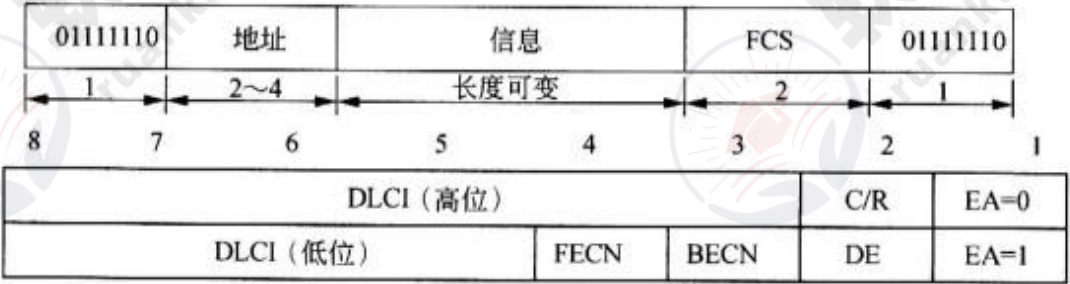 01111110 地址 信息 FCS 01111110
1 2～4 长度可变 2 1
8 7 6 5 4 3 2 1
DLCI（高位） C/R EA=0
DLCI（低位） FECN BECN DE EA=1